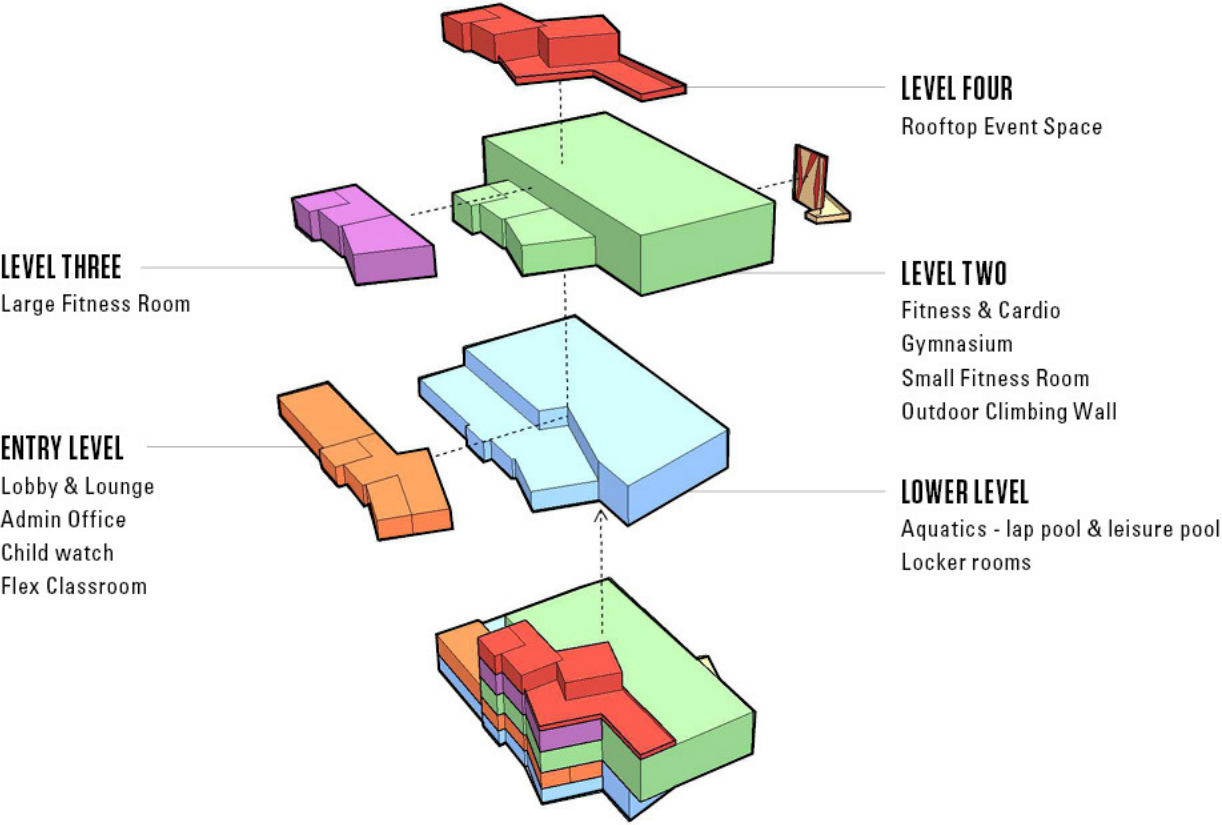 LEVEL FOUR
Rooftop Event Space
LEVEL THREE
Large Fitness Room
LEVEL TWO
Fitness & Cardio
Gymnasium
Small Fitness Room
Outdoor Climbing Wall
ENTRY LEVEL
Lobby & Lounge
Admin Office
Child watch
Flex Classroom
LOWER LEVEL
Aquatics - lap pool & leisure pool
Locker rooms